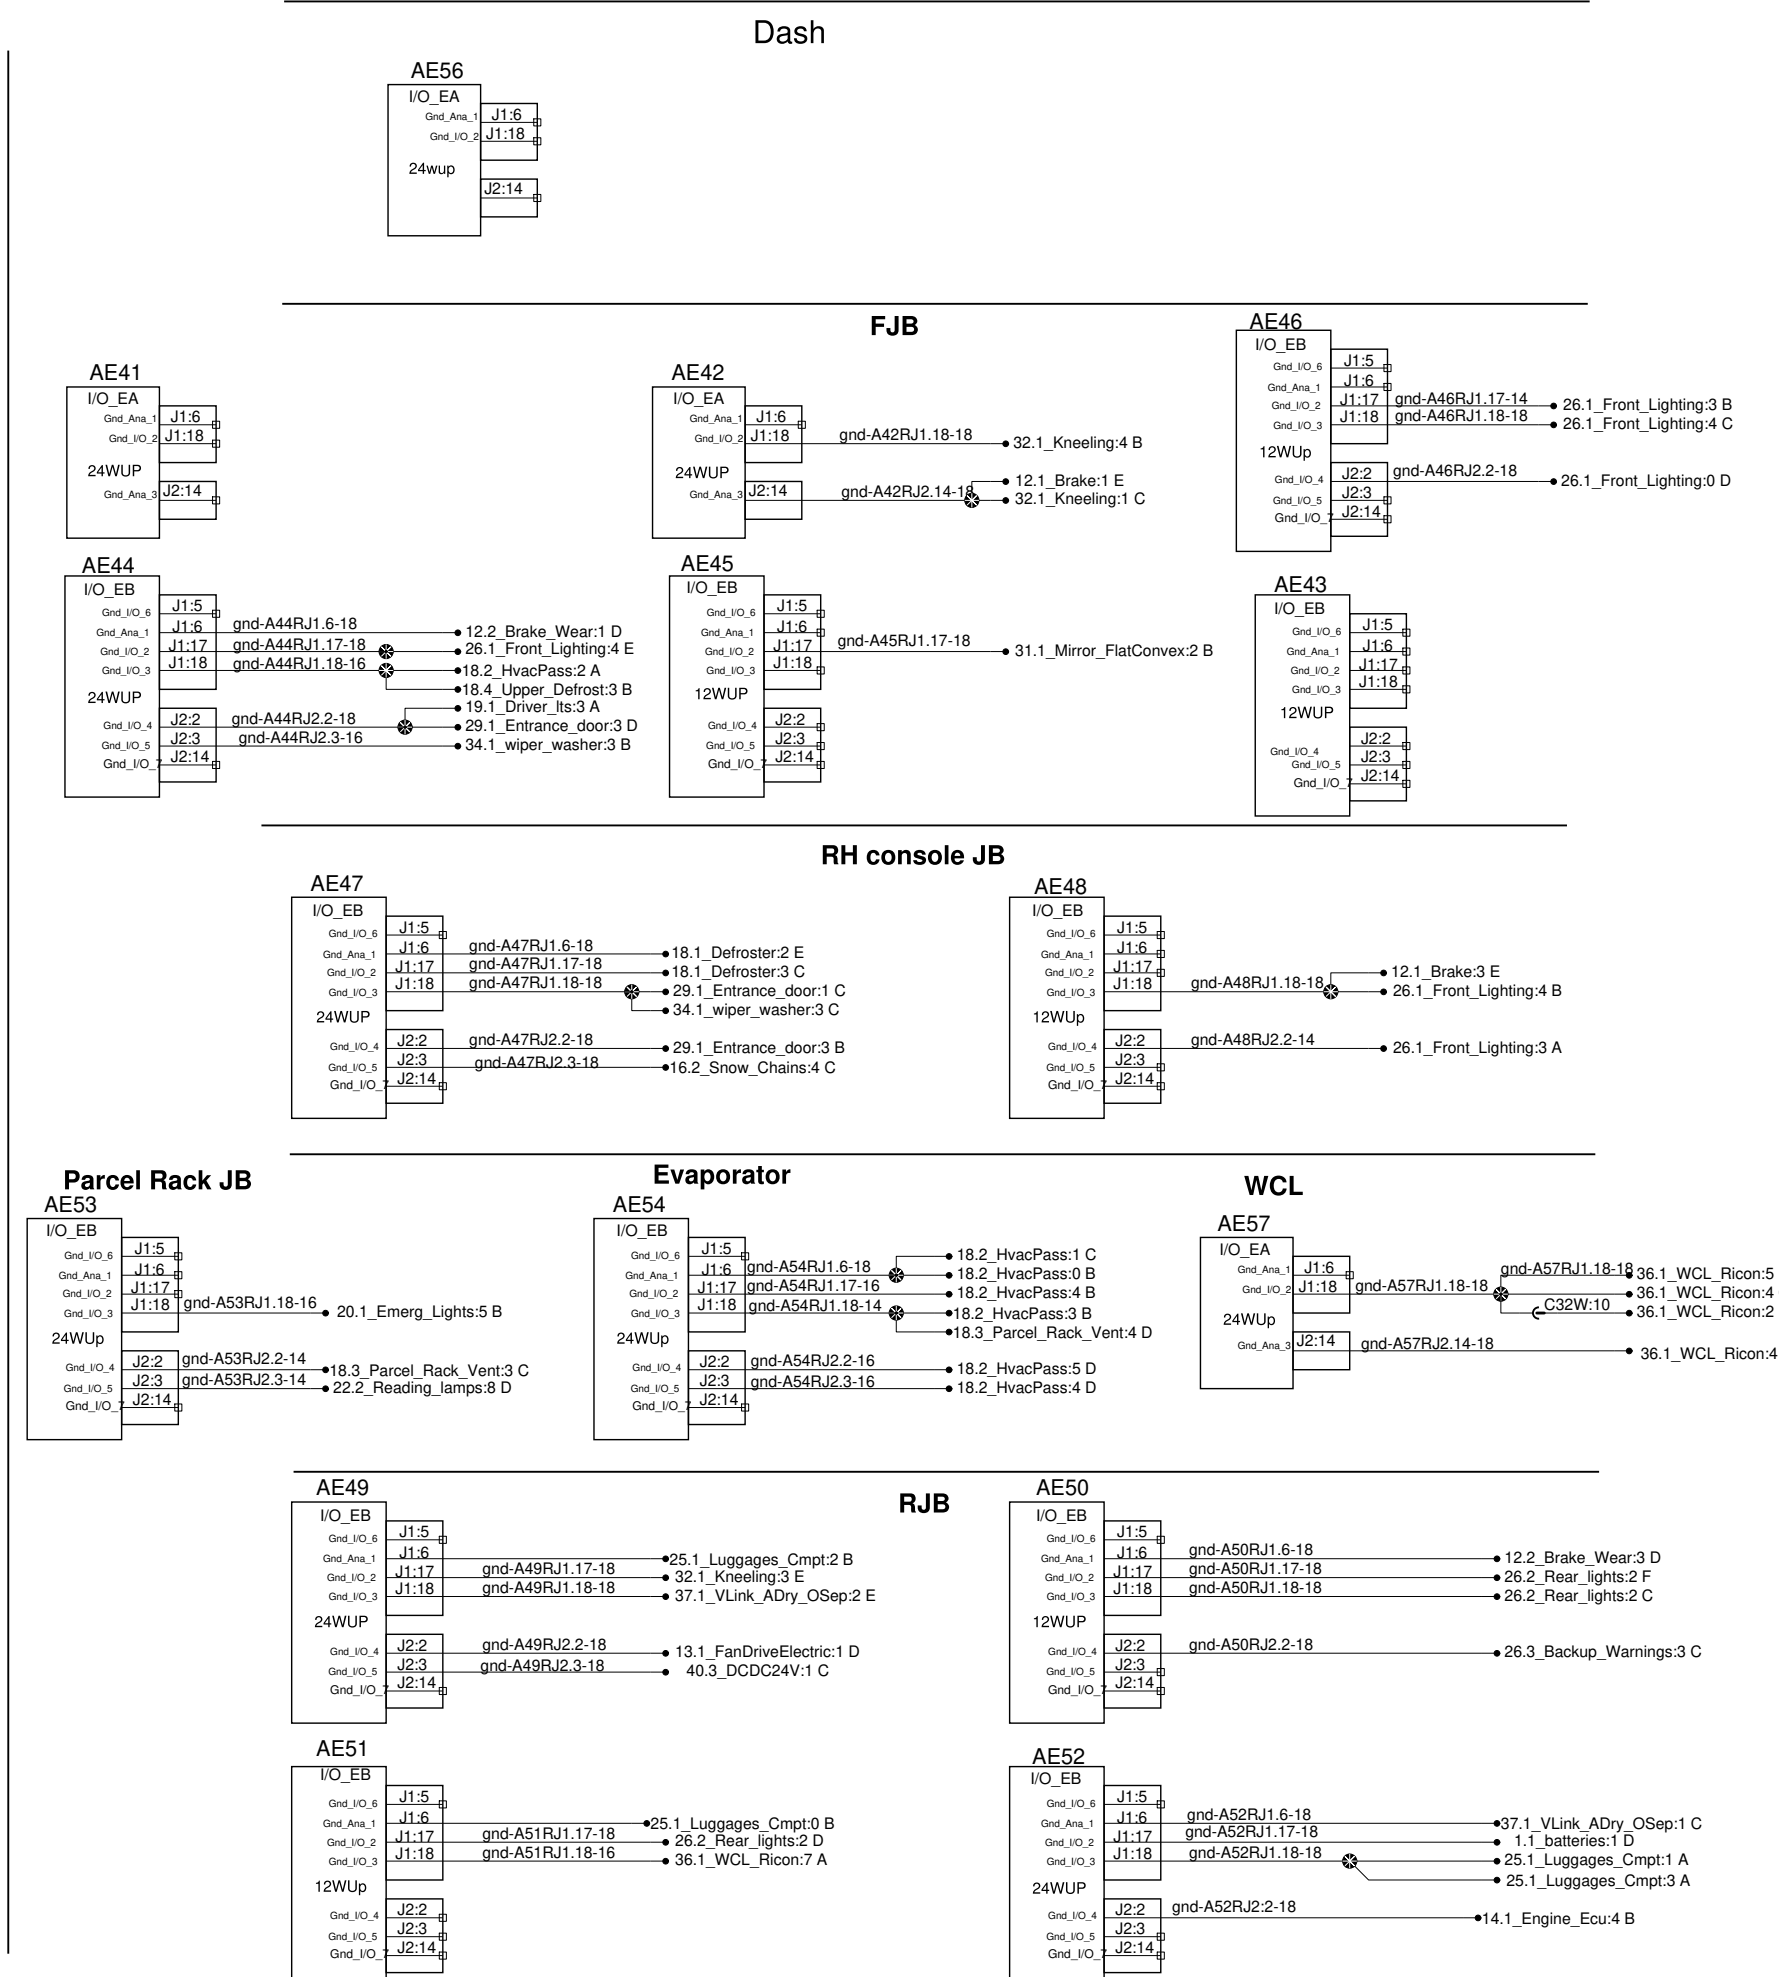 Dash
AE56
I/O_EA
Gnd_Ana_1 J1:6
Gnd_I/O_2 J1:18
24wup
J2:14
FJB
AE41
I/O_EA
Gnd_Ana_1 J1:6
Gnd_I/O_2 J1:18
24WUP
Gnd_Ana_3 J2:14
AE42
I/O_EA
Gnd_Ana_1 J1:6
Gnd_I/O_2 J1:18 gnd-A42RJ1.18-18 32.1_Kneeling:4 B
24WUP
12.1_Brake:1 E
Gnd_Ana_3 J2:14 gnd-A42RJ2.14-18 32.1_Kneeling:1 C
AE46
I/O_EB
Gnd_I/O_6 J1:5
Gnd_Ana_1 J1:6
Gnd_I/O_2 J1:17 gnd-A46RJ1.17-14 26.1_Front_Lighting:3 B
Gnd_I/O_3 J1:18 gnd-A46RJ1.18-18 26.1_Front_Lighting:4 C
12WUp
Gnd_I/O_4 J2:2 gnd-A46RJ2.2-18 26.1_Front_Lighting:0 D
Gnd_I/O_5 J2:3
Gnd_I/O_7 J2:14
AE44
I/O_EB
Gnd_I/O_6 J1:5
Gnd_Ana_1 J1:6 gnd-A44RJ1.6-18 12.2_Brake_Wear:1 D
Gnd_I/O_2 J1:17 gnd-A44RJ1.17-18 26.1_Front_Lighting:4 E
Gnd_I/O_3 J1:18 gnd-A44RJ1.18-16 18.2_HvacPass:2 A
24WUP 18.4_Upper_Defrost:3 B
19.1_Driver_lts:3 A
Gnd_I/O_4 J2:2 gnd-A44RJ2.2-18 29.1_Entrance_door:3 D
Gnd_I/O_5 J2:3 gnd-A44RJ2.3-16 34.1_wiper_washer:3 B
Gnd_I/O_7 J2:14
AE45
I/O_EB
Gnd_I/O_6 J1:5
Gnd_Ana_1 J1:6
Gnd_I/O_2 J1:17 gnd-A45RJ1.17-18 31.1_Mirror_FlatConvex:2 B
Gnd_I/O_3 J1:18
12WUP
Gnd_I/O_4 J2:2
Gnd_I/O_5 J2:3
Gnd_I/O_7 J2:14
AE43
I/O_EB
Gnd_I/O_6 J1:5
Gnd_Ana_1 J1:6
Gnd_I/O_2 J1:17
Gnd_I/O_3 J1:18
12WUP
Gnd_I/O_4 J2:2
Gnd_I/O_5 J2:3
Gnd_I/O_7 J2:14
RH console JB
AE47
I/O_EB
Gnd_I/O_6 J1:5
Gnd_Ana_1 J1:6 gnd-A47RJ1.6-18 18.1_Defroster:2 E
Gnd_I/O_2 J1:17 gnd-A47RJ1.17-18 18.1_Defroster:3 C
Gnd_I/O_3 J1:18 gnd-A47RJ1.18-18 29.1_Entrance_door:1 C
24WUP 34.1_wiper_washer:3 C
Gnd_I/O_4 J2:2 gnd-A47RJ2.2-18 29.1_Entrance_door:3 B
Gnd_I/O_5 J2:3 gnd-A47RJ2.3-18 16.2_Snow_Chains:4 C
Gnd_I/O_7 J2:14
AE48
I/O_EB
Gnd_I/O_6 J1:5
Gnd_Ana_1 J1:6
Gnd_I/O_2 J1:17 12.1_Brake:3 E
Gnd_I/O_3 J1:18 gnd-A48RJ1.18-18 26.1_Front_Lighting:4 B
12WUp
Gnd_I/O_4 J2:2 gnd-A48RJ2.2-14 26.1_Front_Lighting:3 A
Gnd_I/O_5 J2:3
Gnd_I/O_7 J2:14
Parcel Rack JB
AE53
I/O_EB
Gnd_I/O_6 J1:5
Gnd_Ana_1 J1:6
Gnd_I/O_2 J1:17
Gnd_I/O_3 J1:18 gnd-A53RJ1.18-16 20.1_Emerg_Lights:5 B
24WUp
Gnd_I/O_4 J2:2 gnd-A53RJ2.2-14 18.3_Parcel_Rack_Vent:3 C
Gnd_I/O_5 J2:3 gnd-A53RJ2.3-14 22.2_Reading_lamps:8 D
Gnd_I/O_7 J2:14
Evaporator
AE54
I/O_EB
Gnd_I/O_6 J1:5 18.2_HvacPass:1 C
Gnd_Ana_1 J1:6 gnd-A54RJ1.6-18 18.2_HvacPass:0 B
Gnd_I/O_2 J1:17 gnd-A54RJ1.17-16 18.2_HvacPass:4 B
Gnd_I/O_3 J1:18 gnd-A54RJ1.18-14 18.2_HvacPass:3 B
24WUp 18.3_Parcel_Rack_Vent:4 D
Gnd_I/O_4 J2:2 gnd-A54RJ2.2-16 18.2_HvacPass:5 D
Gnd_I/O_5 J2:3 gnd-A54RJ2.3-16 18.2_HvacPass:4 D
Gnd_I/O_7 J2:14
WCL
AE57
I/O_EA
Gnd_Ana_1 J1:6 gnd-A57RJ1.18-18 36.1_WCL_Ricon:5
Gnd_I/O_2 J1:18 gnd-A57RJ1.18-18 36.1_WCL_Ricon:4
24WUp C32W:10 36.1_WCL_Ricon:2
Gnd_Ana_3 J2:14 gnd-A57RJ2.14-18 36.1_WCL_Ricon:4
RJB
AE49
I/O_EB
Gnd_I/O_6 J1:5
Gnd_Ana_1 J1:6 25.1_Luggages_Cmpt:2 B
Gnd_I/O_2 J1:17 gnd-A49RJ1.17-18 32.1_Kneeling:3 E
Gnd_I/O_3 J1:18 gnd-A49RJ1.18-18 37.1_VLink_ADry_OSep:2 E
24WUP
Gnd_I/O_4 J2:2 gnd-A49RJ2.2-18 13.1_FanDriveElectric:1 D
Gnd_I/O_5 J2:3 gnd-A49RJ2.3-18 40.3_DCDC24V:1 C
Gnd_I/O_7 J2:14
AE50
I/O_EB
Gnd_I/O_6 J1:5
Gnd_Ana_1 J1:6 gnd-A50RJ1.6-18 12.2_Brake_Wear:3 D
Gnd_I/O_2 J1:17 gnd-A50RJ1.17-18 26.2_Rear_lights:2 F
Gnd_I/O_3 J1:18 gnd-A50RJ1.18-18 26.2_Rear_lights:2 C
12WUP
Gnd_I/O_4 J2:2 gnd-A50RJ2.2-18 26.3_Backup_Warnings:3 C
Gnd_I/O_5 J2:3
Gnd_I/O_7 J2:14
AE51
I/O_EB
Gnd_I/O_6 J1:5
Gnd_Ana_1 J1:6 25.1_Luggages_Cmpt:0 B
Gnd_I/O_2 J1:17 gnd-A51RJ1.17-18 26.2_Rear_lights:2 D
Gnd_I/O_3 J1:18 gnd-A51RJ1.18-16 36.1_WCL_Ricon:7 A
12WUp
Gnd_I/O_4 J2:2
Gnd_I/O_5 J2:3
Gnd_I/O_7 J2:14
AE52
I/O_EB
Gnd_I/O_6 J1:5
Gnd_Ana_1 J1:6 gnd-A52RJ1.6-18 37.1_VLink_ADry_OSep:1 C
Gnd_I/O_2 J1:17 gnd-A52RJ1.17-18 1.1_batteries:1 D
Gnd_I/O_3 J1:18 gnd-A52RJ1.18-18 25.1_Luggages_Cmpt:1 A
24WUP 25.1_Luggages_Cmpt:3 A
Gnd_I/O_4 J2:2 gnd-A52RJ2:2-18 14.1_Engine_Ecu:4 B
Gnd_I/O_5 J2:3
Gnd_I/O_7 J2:14